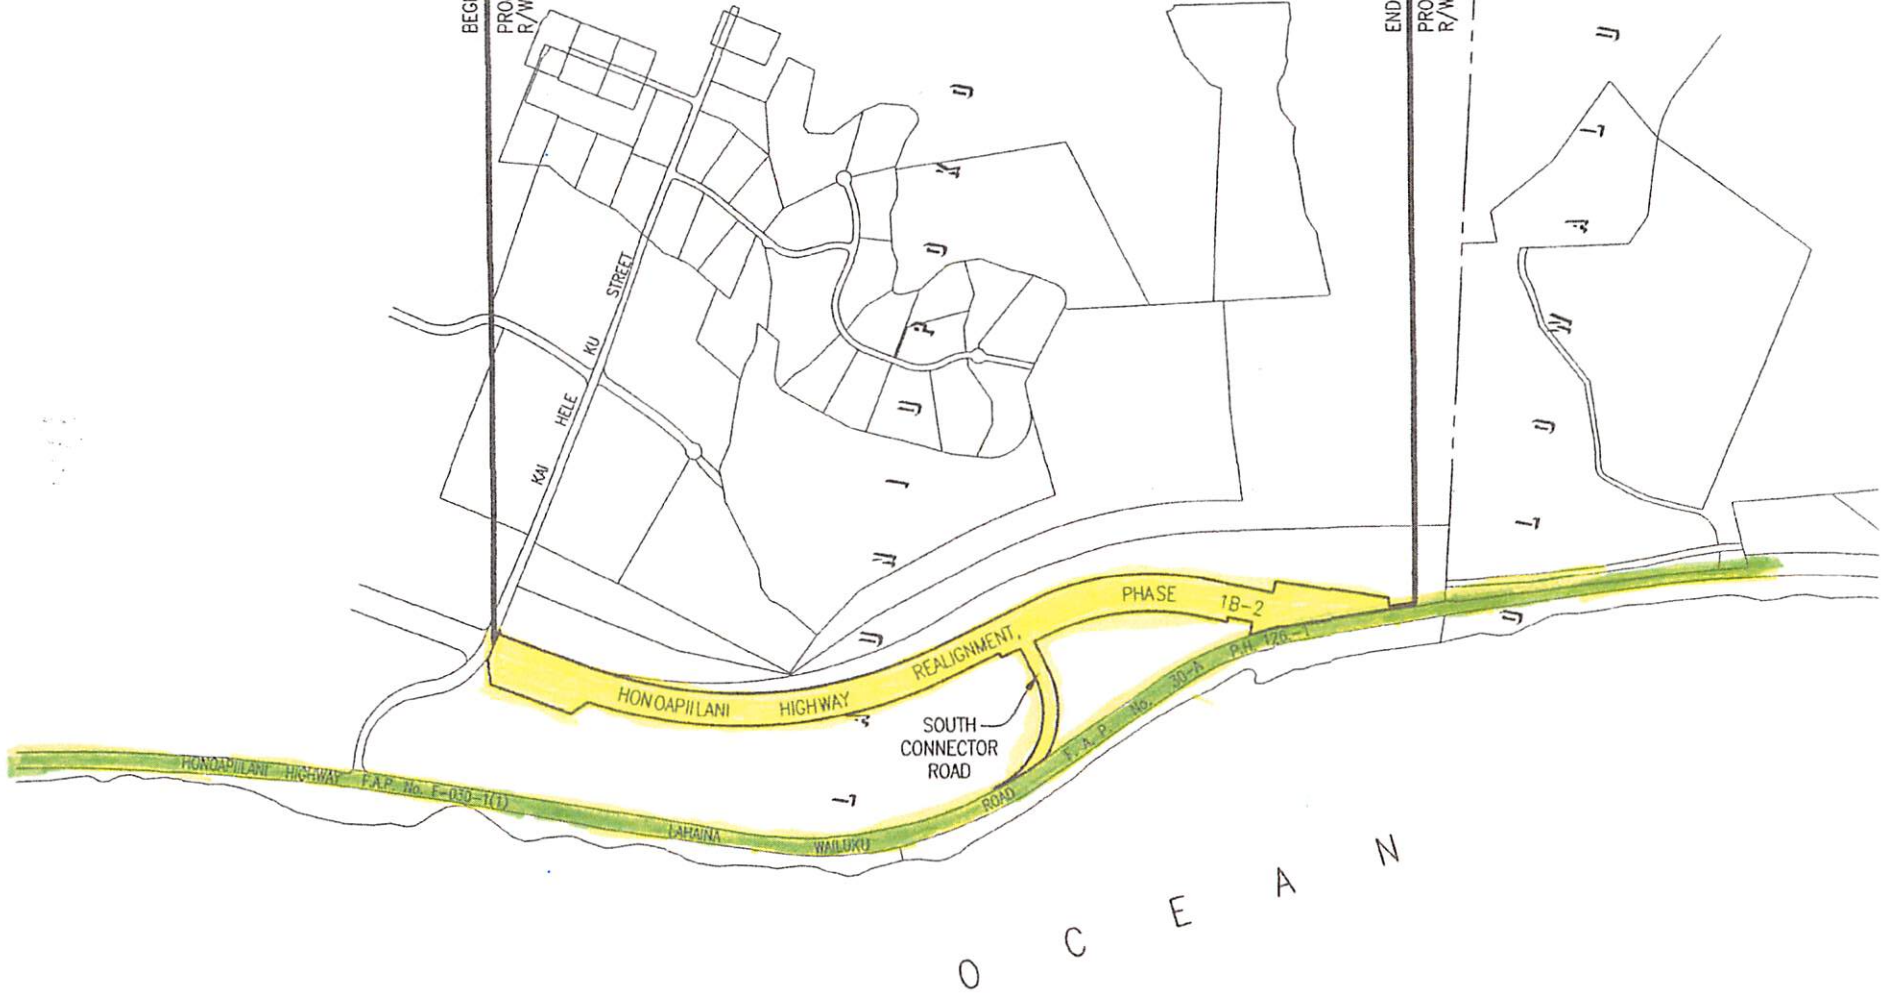 BEGI
PRO
R/W
END
PRO
R/W
KAI HELE KU STREET
L A U N I U P O K O
L A U N I U
PHASE 1B-2
HONOAPIILANI HIGHWAY REALIGNMENT,
SOUTH
CONNECTOR
ROAD
HONOAPIILANI HIGHWAY F.A.P. No. F-030-1(1)
LAHAINA WAILUKU ROAD
F. A. P. No. 30-A P.H. 126-1
O C E A N